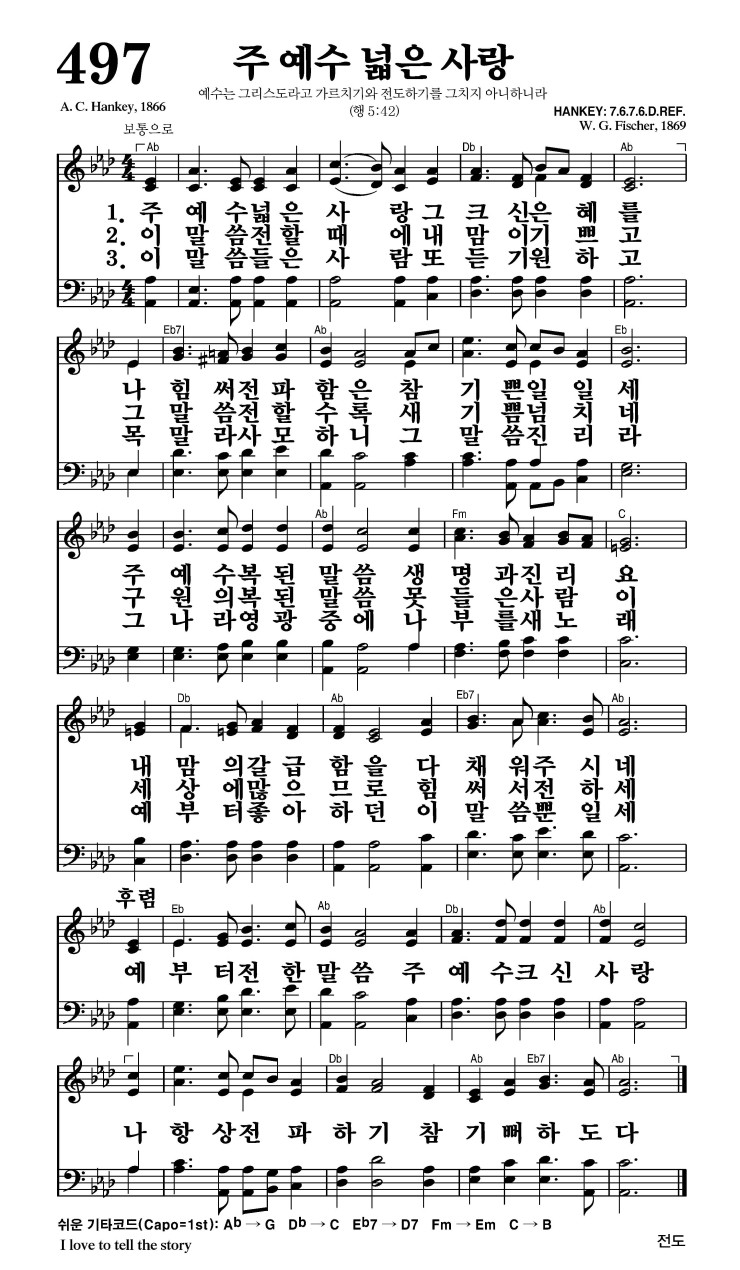 497
주 예수 넓은 사랑
예수는 그리스도라고 가르치기와 전도하기를 그치지 아니하니라
(행 5:42)
A. C. Hankey, 1866
HANKEY: 7.6.7.6.D.REF.
W. G. Fischer, 1869
보통으로
Ab Db Ab
1. 주 예 수넓 은 사 랑그 크 신은 혜 를
2. 이 말 씀전 할 때 에내 맘 이기 쁘 고
3. 이 말 씀들 은 사 람또 듣 기원 하 고
Eb7 Ab Eb
나 힘 써전 파 함 은 참 기 쁜일 일 세
그 말 씀전 할 수 록 새 기 쁨넘 치 네
목 말 라사 모 하 니 그 말 씀진 리 라
Ab Fm C
주 예 수복 된 말 씀 생 명 과진 리 요
구 원 의복 된 말 씀 못 들 은사 람 이
그 나 라영 광 중 에 나 부 를새 노 래
Db Ab Eb7 Ab
내 맘 의갈 급 함 을 다 채 워주 시 네
세 상 에많 으 므 로 힘 써 서전 하 세
예 부 터좋 아 하 던 이 말 씀뿐 일 세
후렴
Eb Ab Db Ab
예 부 터전 한 말 씀 주 예 수크 신 사 랑
Db Ab Eb7 Ab
나 항 상전 파 하 기 참 기 뻐 하 도 다
쉬운 기타코드(Capo=1st): Ab → G Db → C Eb7 → D7 Fm → Em C → B
I love to tell the story
전도